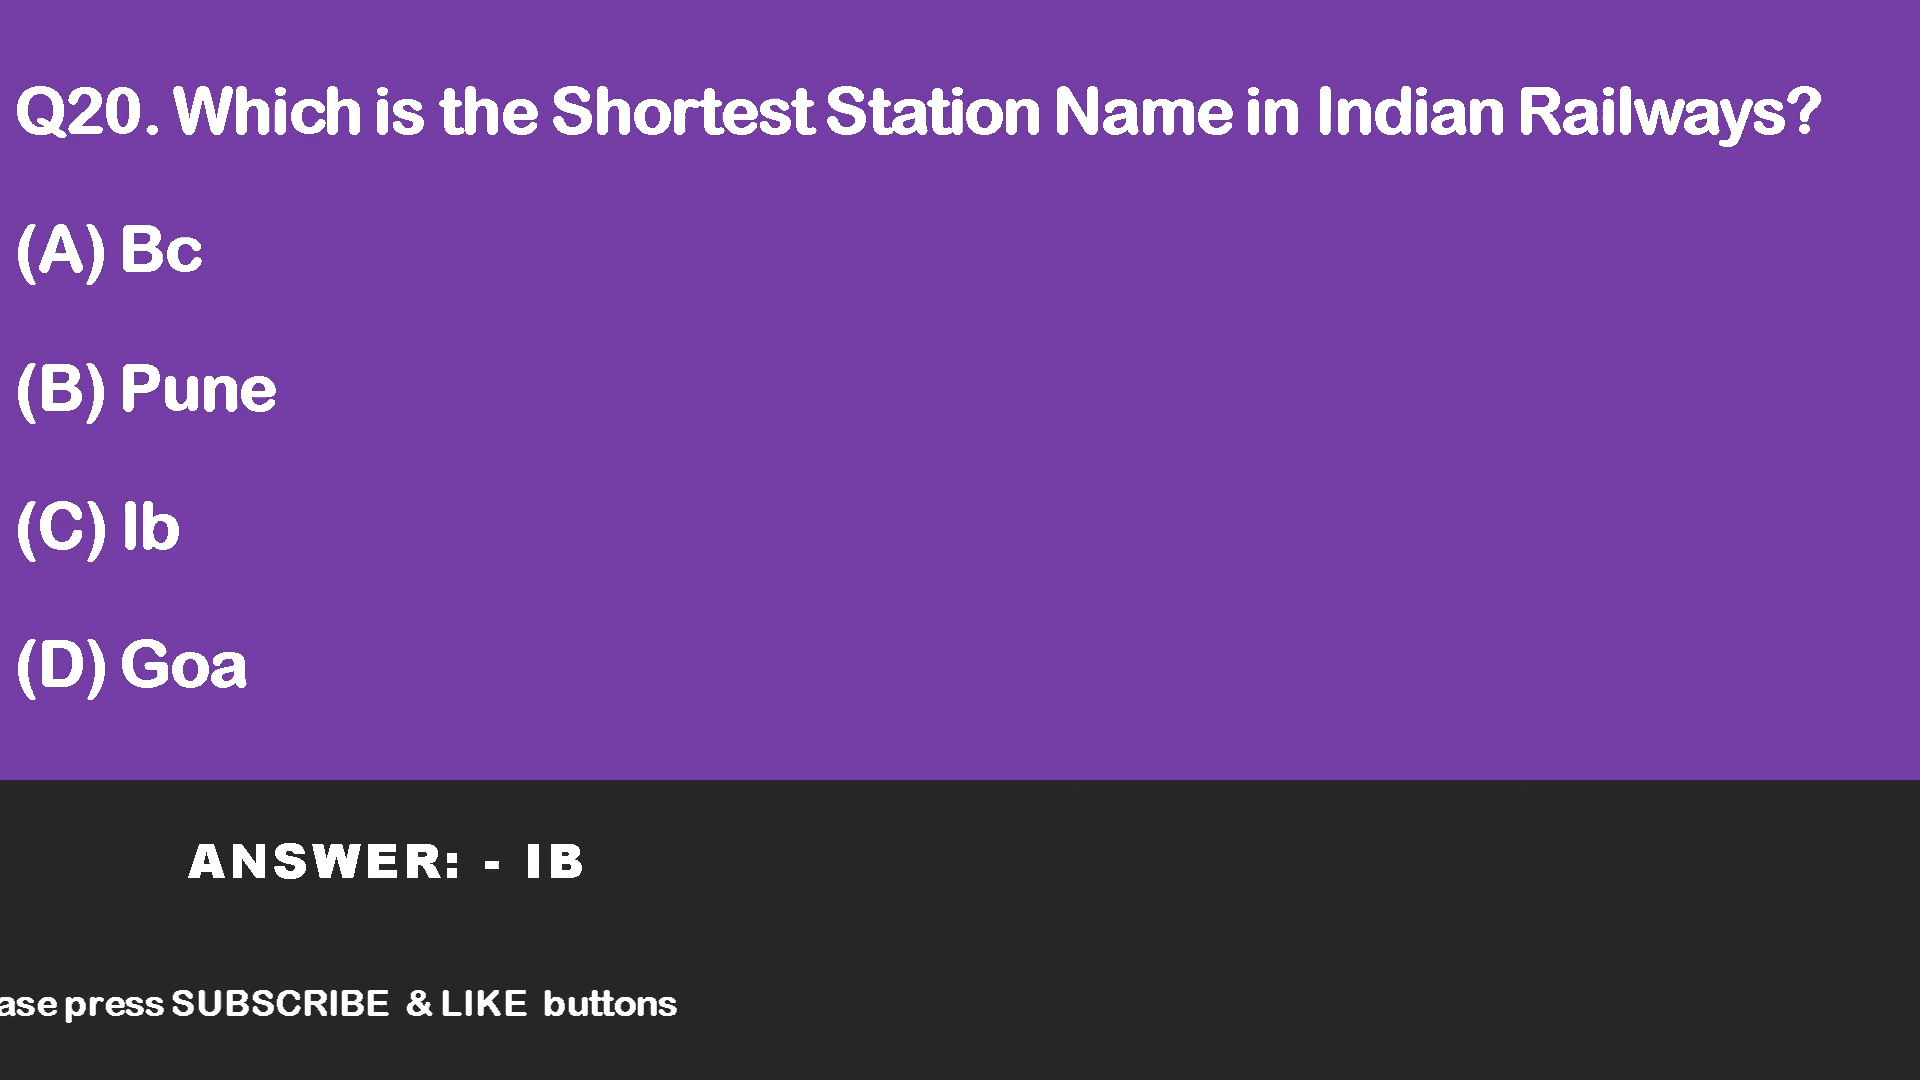 Q20. Which is the Shortest Station Name in Indian Railways?
(A) Bc
(B) Pune
(C) Ib
(D) Goa
ANSWER: - IB
ase press SUBSCRIBE & LIKE buttons